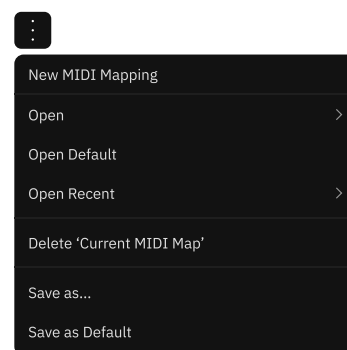 New MIDI Mapping
Open
Open Default
Open Recent
Delete ‘Current MIDI Map’
Save as...
Save as Default